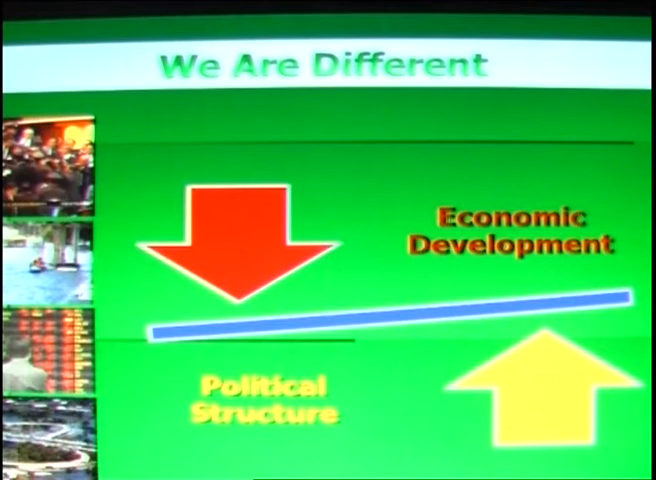 We Are Different
Economic
Development
Political
Structure